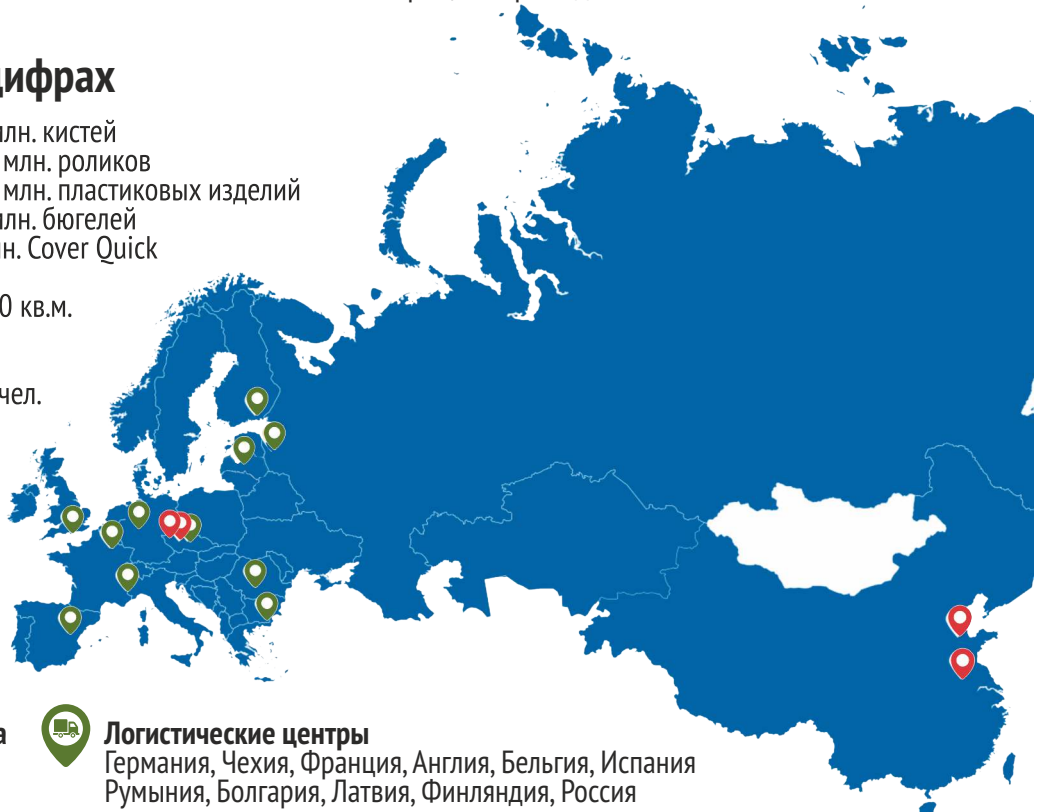 цифрах
млн. кистей
млн. роликов
млн. пластиковых изделий
млн. бюгелей
Cover Quick
0 кв.м.
чел.
Логистические центры
Германия, Чехия, Франция, Англия, Бельгия, Испания
Румыния, Болгария, Латвия, Финляндия, Россия